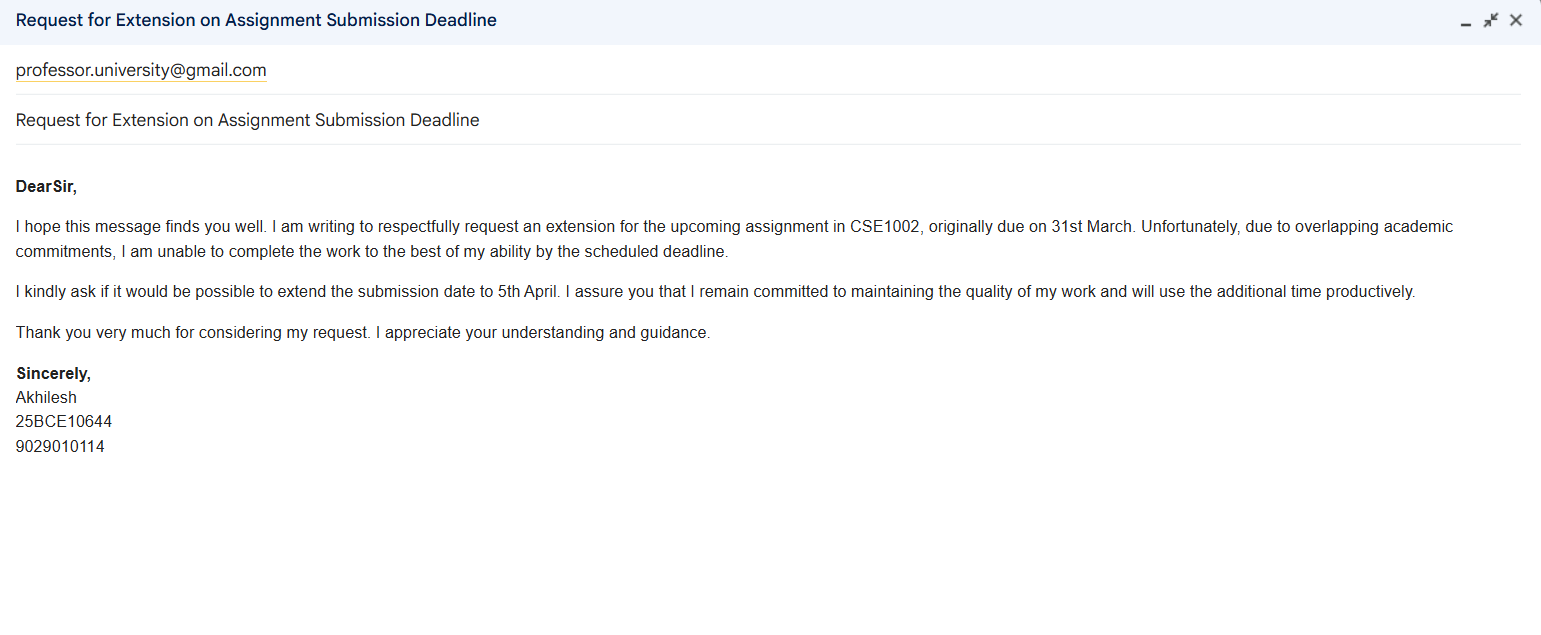 Request for Extension on Assignment Submission Deadline
professor.university@gmail.com
Request for Extension on Assignment Submission Deadline
DearSir,
I hope this message finds you well. I am writing to respectfully request an extension for the upcoming assignment in CSE1002, originally due on 31st March. Unfortunately, due to overlapping academic
commitments, I am unable to complete the work to the best of my ability by the scheduled deadline.
I kindly ask if it would be possible to extend the submission date to 5th April. I assure you that I remain committed to maintaining the quality of my work and will use the additional time productively.
Thank you very much for considering my request. I appreciate your understanding and guidance.
Sincerely,
Akhilesh
25BCE10644
9029010114